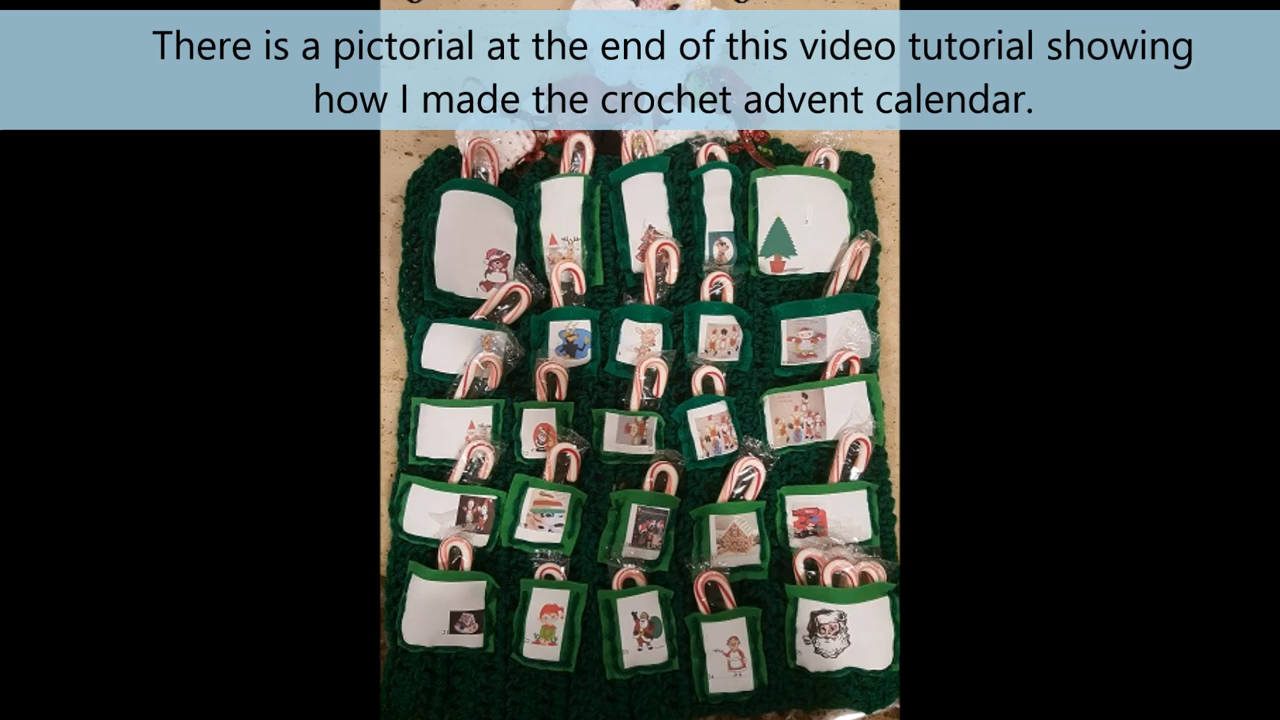 There is a pictorial at the end of this video tutorial showing
how I made the crochet advent calendar.